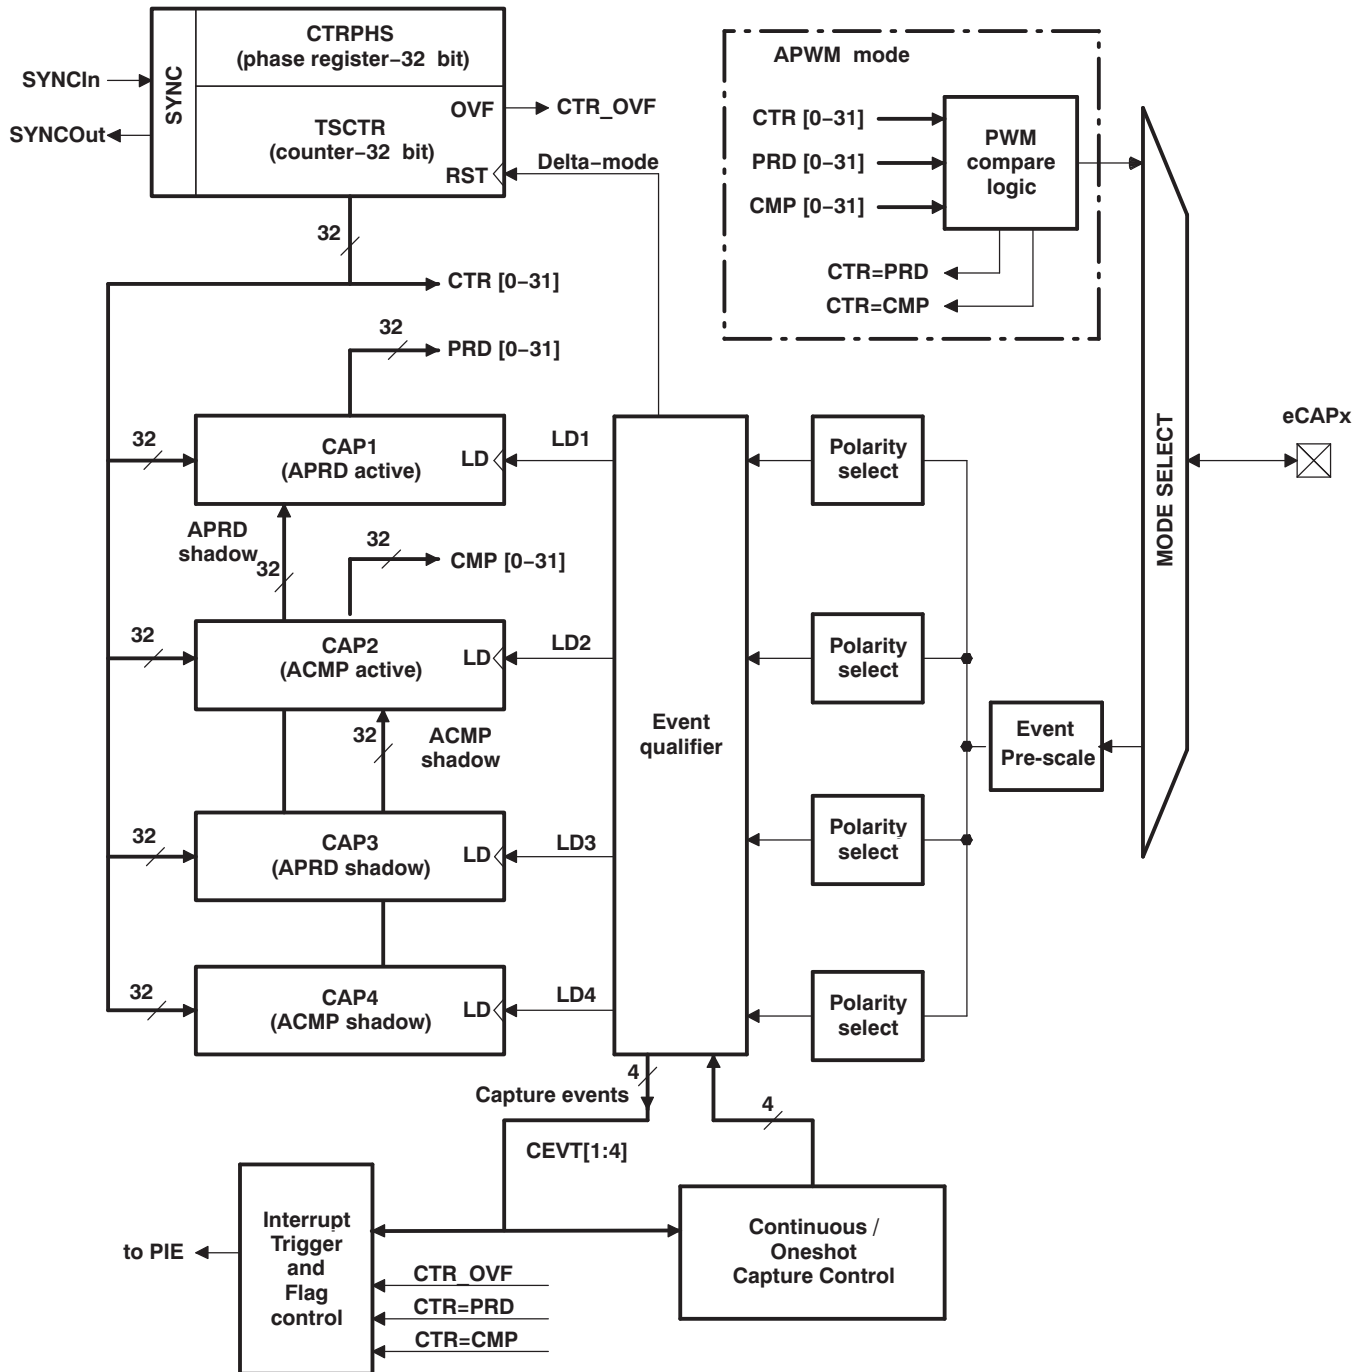 CTRPHS
(phase register−32 bit)
APWM mode
SYNC
SYNCIn
OVF
CTR_OVF
SYNCOut
TSCTR
(counter−32 bit)
RST
Delta−mode
CTR [0−31]
PRD [0−31]
CMP [0−31]
PWM
compare
logic
CTR=PRD
CTR=CMP
32
CTR [0−31]
32
PRD [0−31]
MODE SELECT
eCAPx
32
CAP1
(APRD active)
LD
LD1
Polarity
select
APRD
shadow
32
32
CMP [0−31]
32
CAP2
(ACMP active)
LD
LD2
Polarity
select
32
ACMP
shadow
Event
qualifier
Event
Pre-scale
32
CAP3
(APRD shadow)
LD
LD3
Polarity
select
32
CAP4
(ACMP shadow)
LD
LD4
Polarity
select
4
Capture events
4
CEVT[1:4]
Interrupt
Trigger
and
Flag
control
to PIE
CTR_OVF
CTR=PRD
CTR=CMP
Continuous /
Oneshot
Capture Control